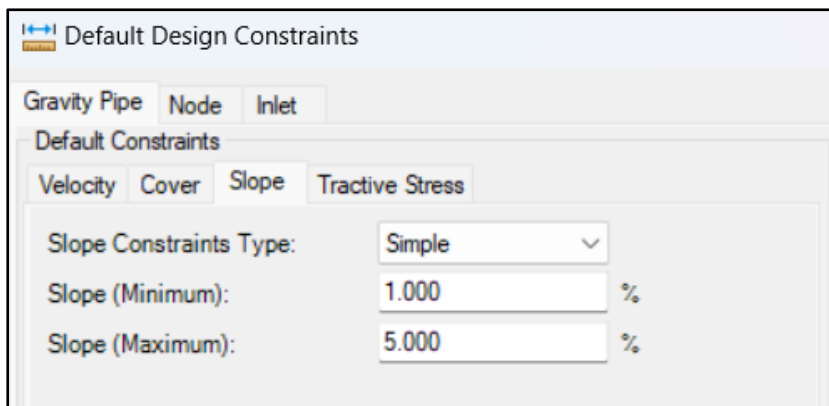 Default Design Constraints
Gravity Pipe Node Inlet
Default Constraints
Velocity Cover Slope Tractive Stress
Slope Constraints Type: Simple
Slope (Minimum): 1.000 %
Slope (Maximum): 5.000 %